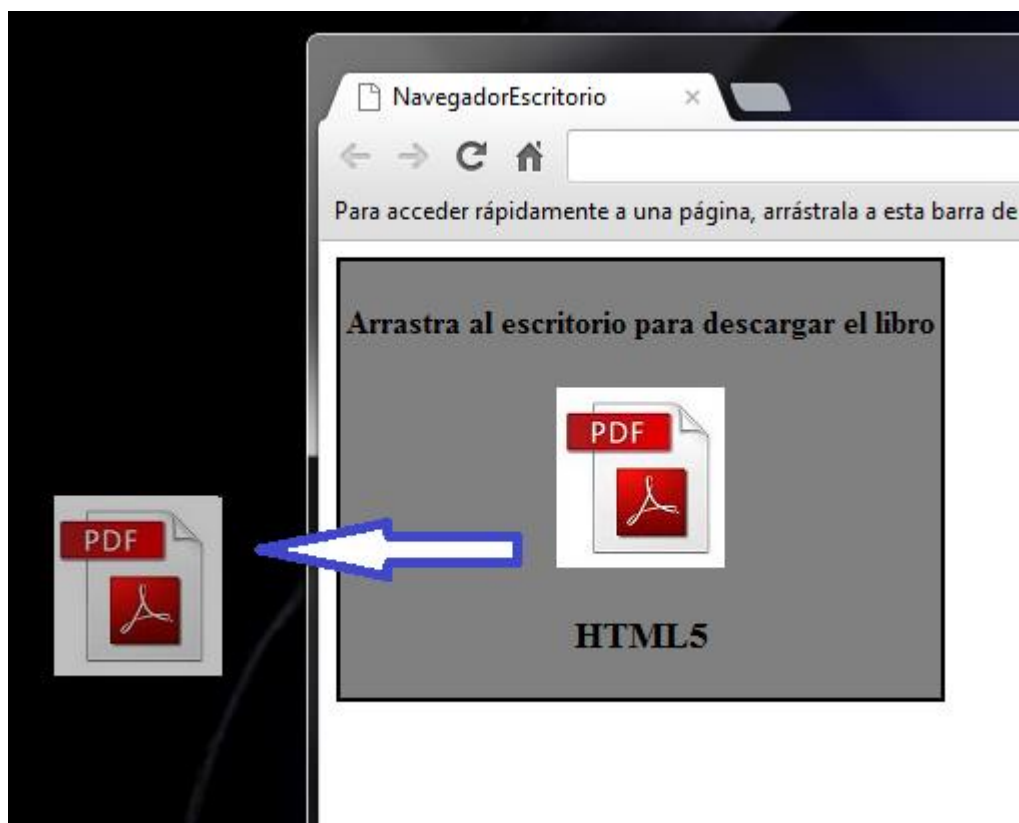 NavegadorEscritorio
Para acceder rápidamente a una página, arrástrala a esta barra de
Arrastra al escritorio para descargar el libro
PDF
PDF
HTML5